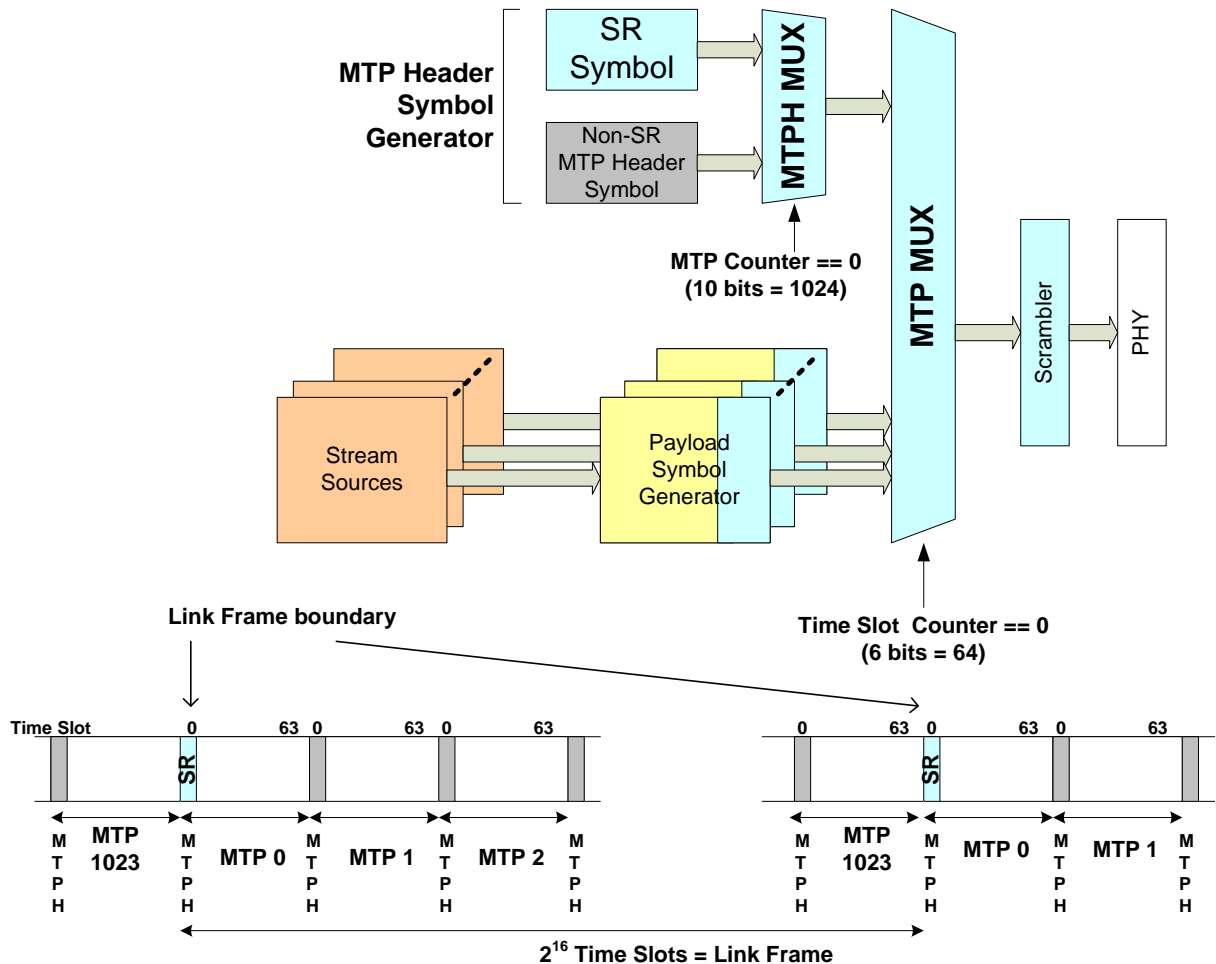 MTP Header
Symbol
Generator
SR
Symbol
Non-SR
MTP Header
Symbol
MTPH MUX
MTP Counter == 0
(10 bits = 1024)
MTP MUX
Scrambler
PHY
Stream
Sources
Payload
Symbol
Generator
Link Frame boundary
Time Slot Counter == 0
(6 bits = 64)
Time Slot
0
63
0
63
0
63
63
0
63
0
63
0
SR
SR
MTPH
MTP
1023
MTPH
MTP 0
MTP 1
MTP 2
MTPH
MTPH
MTP
1023
MTPH
MTP 0
MTPH
MTP 1
MTPH
2¹⁶ Time Slots = Link Frame